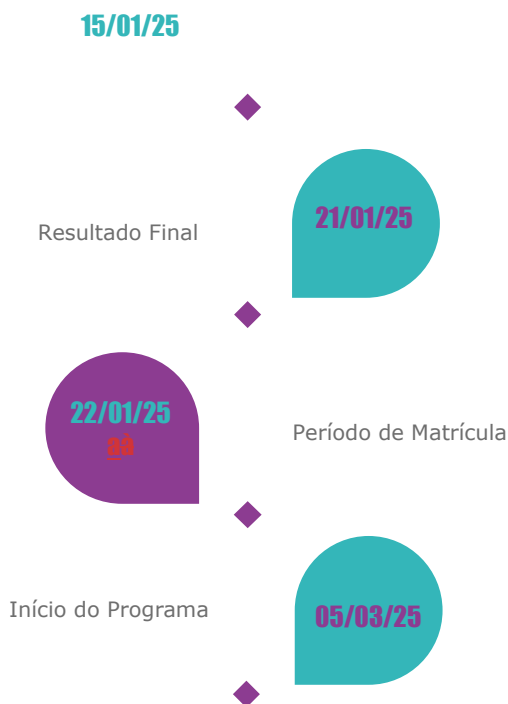 15/01/25
21/01/25
Resultado Final
22/01/25
aà
Período de Matrícula
Início do Programa
05/03/25